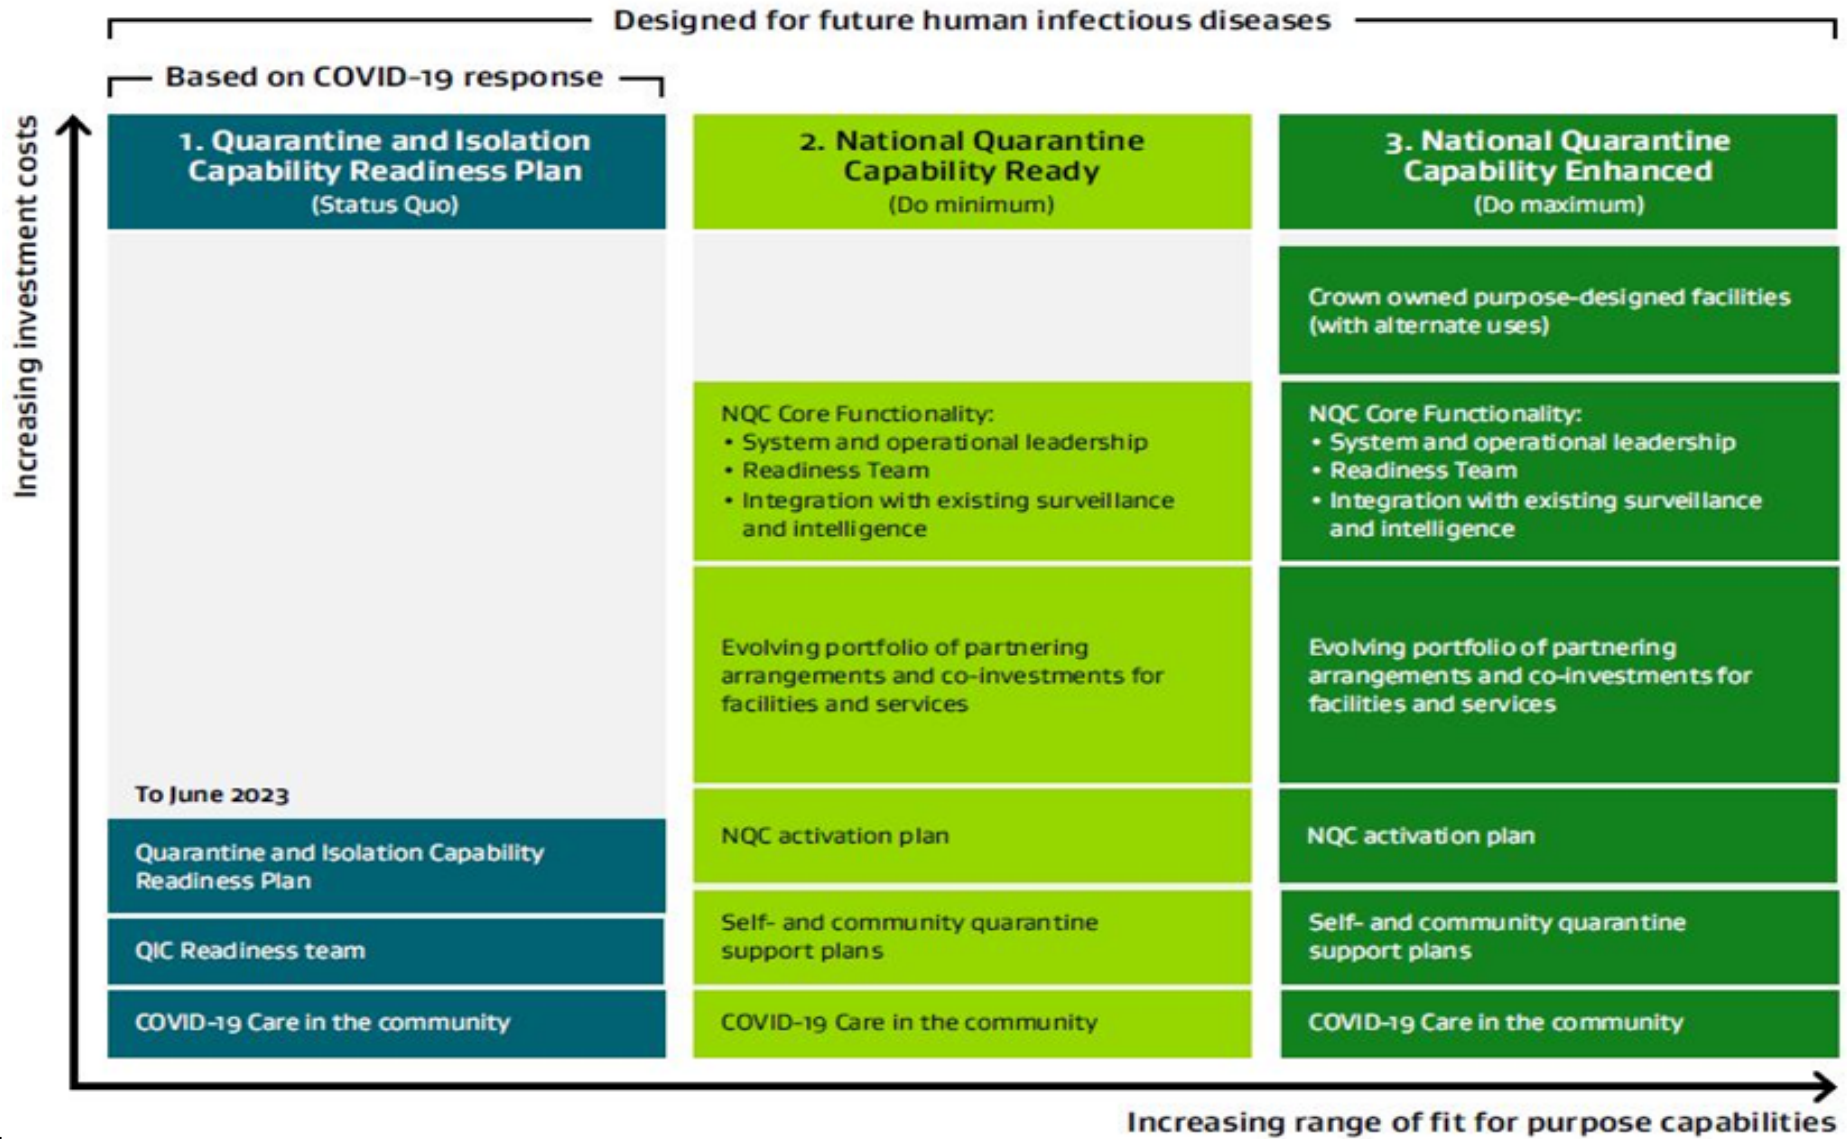 Designed for future human infectious diseases
Based on COVID-19 response
Increasing investment costs
1. Quarantine and Isolation
Capability Readiness Plan
(Status Quo)
To June 2023
Quarantine and Isolation Capability
Readiness Plan
QIC Readiness team
COVID-19 Care in the community
2. National Quarantine
Capability Ready
(Do minimum)
NQC Core Functionality:
• System and operational leadership
• Readiness Team
• Integration with existing surveillance
and intelligence
Evolving portfolio of partnering
arrangements and co-investments for
facilities and services
NQC activation plan
Self- and community quarantine
support plans
COVID-19 Care in the community
3. National Quarantine
Capability Enhanced
(Do maximum)
Crown owned purpose-designed facilities
(with alternate uses)
NQC Core Functionality:
• System and operational leadership
• Readiness Team
• Integration with existing surveillance
and intelligence
Evolving portfolio of partnering
arrangements and co-investments for
facilities and services
NQC activation plan
Self- and community quarantine
support plans
COVID-19 Care in the community
Increasing range of fit for purpose capabilities